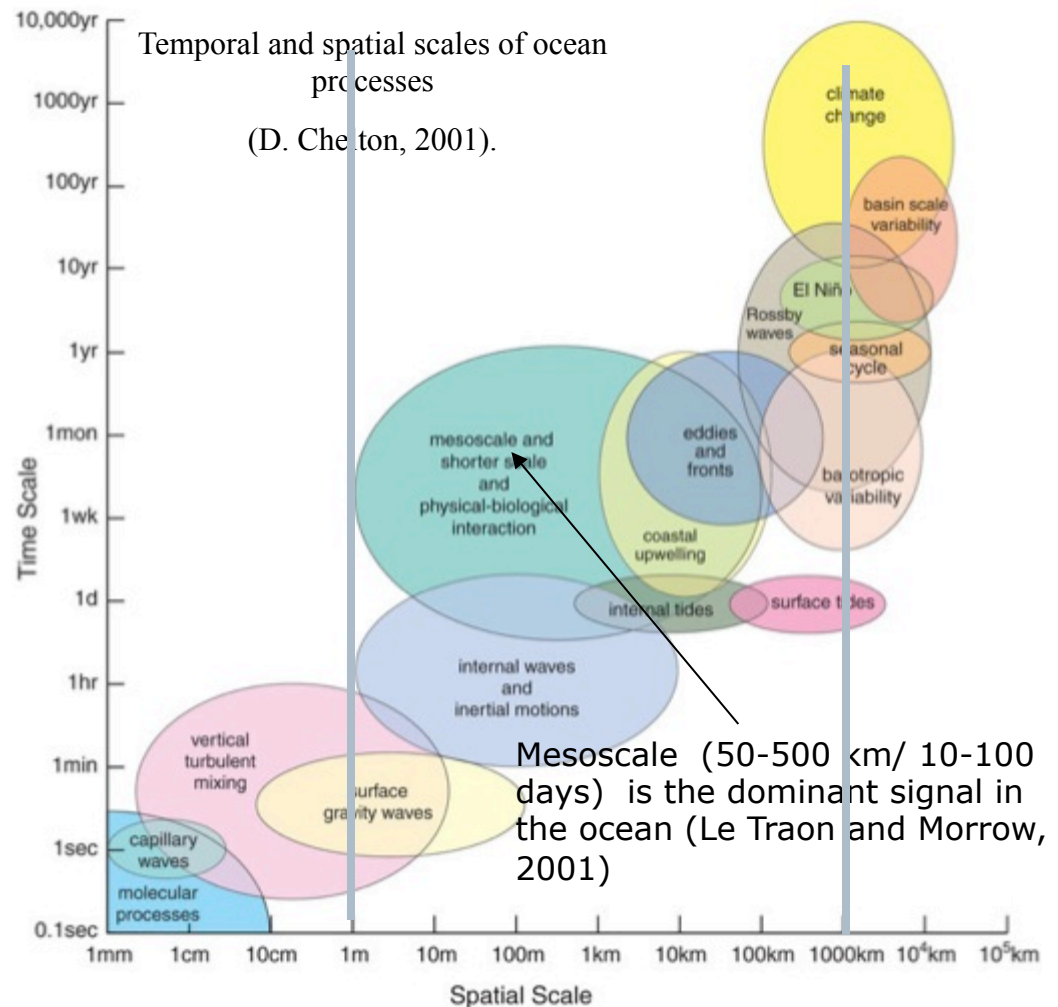 Temporal and spatial scales of ocean
processes
(D. Chelton, 2001).
Time Scale
10,000yr
1000yr
100yr
10yr
1yr
1mon
1wk
1d
1hr
1min
1sec
0.1sec
climate
change
basin scale
variability
El Niño
Rossby
waves
seasonal
cycle
mesoscale and
shorter scale
and
physical-biological
interaction
eddies
and
fronts
barotropic
variability
coastal
upwelling
internal tides
surface tides
internal waves
and
inertial motions
vertical
turbulent
mixing
surface
gravity waves
capillary
waves
molecular
processes
Mesoscale (50-500 km/ 10-100
days) is the dominant signal in
the ocean (Le Traon and Morrow,
2001)
1mm 1cm 10cm 1m 10m 100m 1km 10km 100km 1000km 10⁴km 10⁵km
Spatial Scale